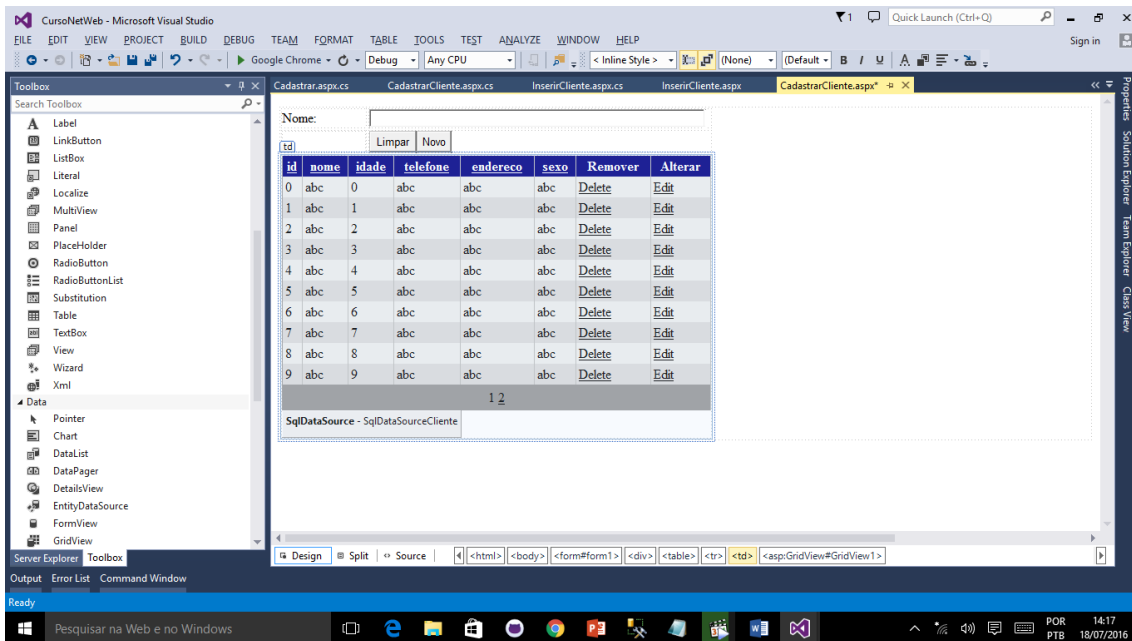 CursoNetWeb - Microsoft Visual Studio
1
Quick Launch (Ctrl+Q)
FILE EDIT VIEW PROJECT BUILD DEBUG TEAM FORMAT TABLE TOOLS TEST ANALYZE WINDOW HELP
Sign in
Google Chrome
Debug
Any CPU
< Inline Style >
(None)
(Default
B I U A
Toolbox
Search Toolbox
A Label
LinkButton
ListBox
Literal
Localize
MultiView
Panel
PlaceHolder
RadioButton
RadioButtonList
Substitution
Table
TextBox
View
Wizard
Xml
Data
Pointer
Chart
DataList
DataPager
DetailsView
EntityDataSource
FormView
GridView
Server Explorer Toolbox
Cadastrar.aspx.cs CadastrarCliente.aspx.cs InserirCliente.aspx.cs InserirCliente.aspx CadastrarCliente.aspx*
Nome:
Limpar Novo
td
id nome idade telefone endereco sexo Remover Alterar
0 abc 0 abc abc abc Delete Edit
1 abc 1 abc abc abc Delete Edit
2 abc 2 abc abc abc Delete Edit
3 abc 3 abc abc abc Delete Edit
4 abc 4 abc abc abc Delete Edit
5 abc 5 abc abc abc Delete Edit
6 abc 6 abc abc abc Delete Edit
7 abc 7 abc abc abc Delete Edit
8 abc 8 abc abc abc Delete Edit
9 abc 9 abc abc abc Delete Edit
1 2
SqlDataSource - SqlDataSourceCliente
Design Split Source <html> <body> <form#form1> <div> <table> <tr> <td> <asp:GridView#GridView1>
Properties
Solution Explorer
Team Explorer
Class View
Output Error List Command Window
Ready
Pesquisar na Web e no Windows
POR
PTB
14:17
18/07/2016